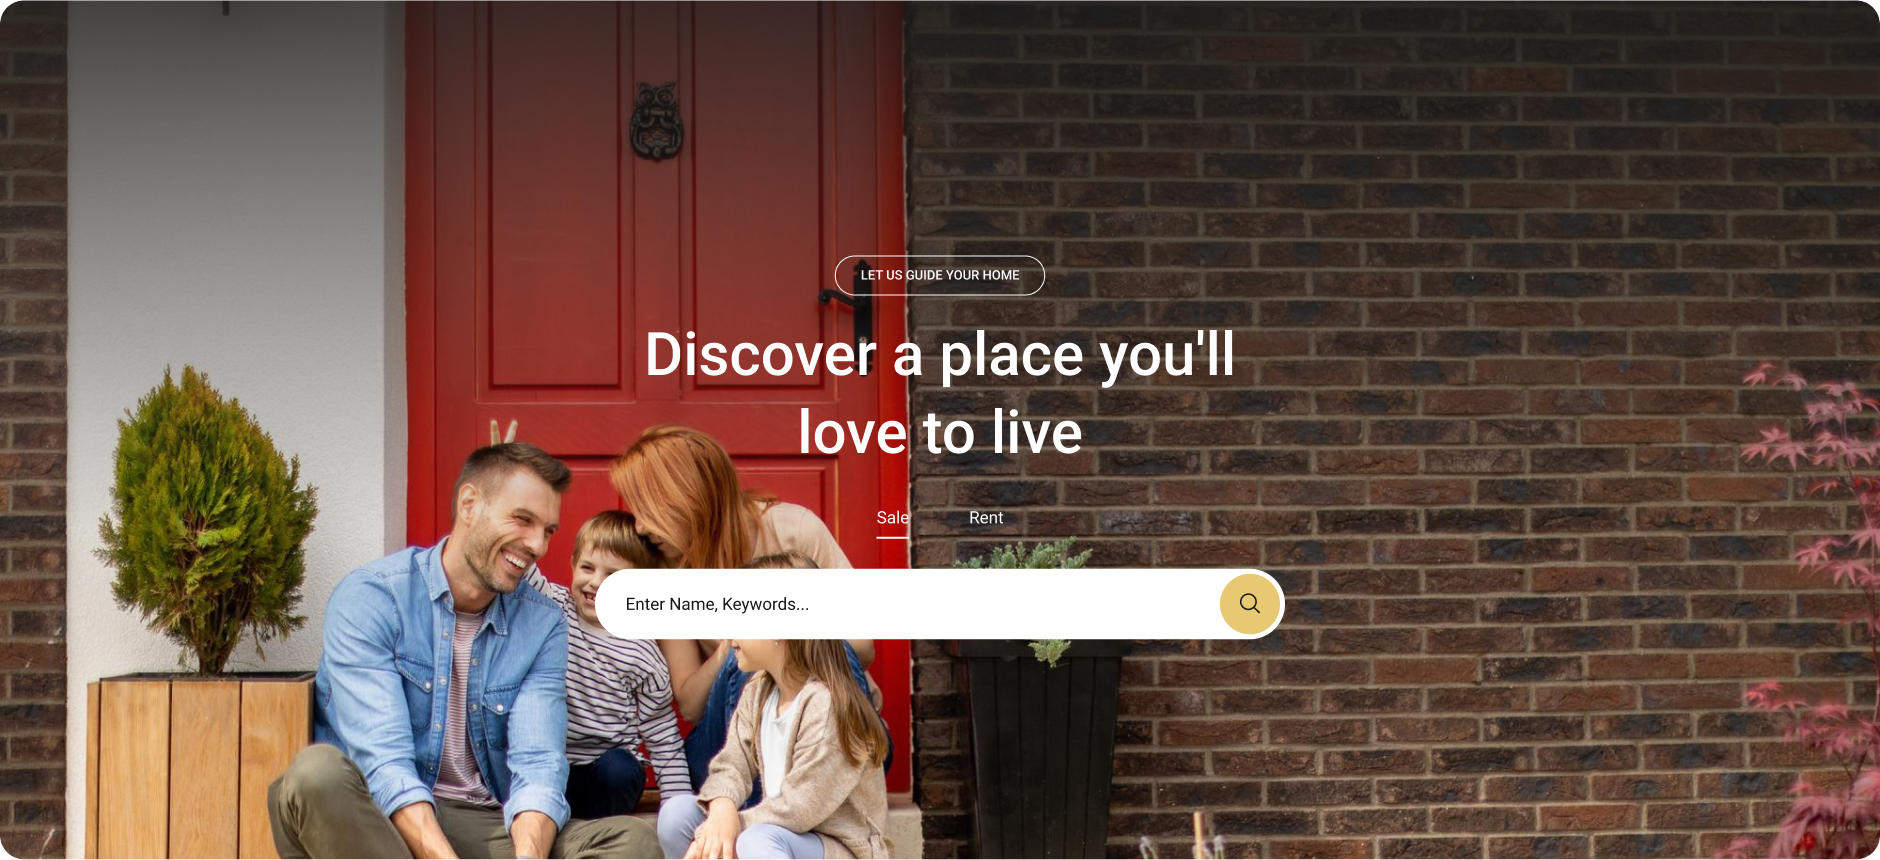 LET US GUIDE YOUR HOME
Discover a place you'll
love to live
Sale
Rent
Enter Name, Keywords...